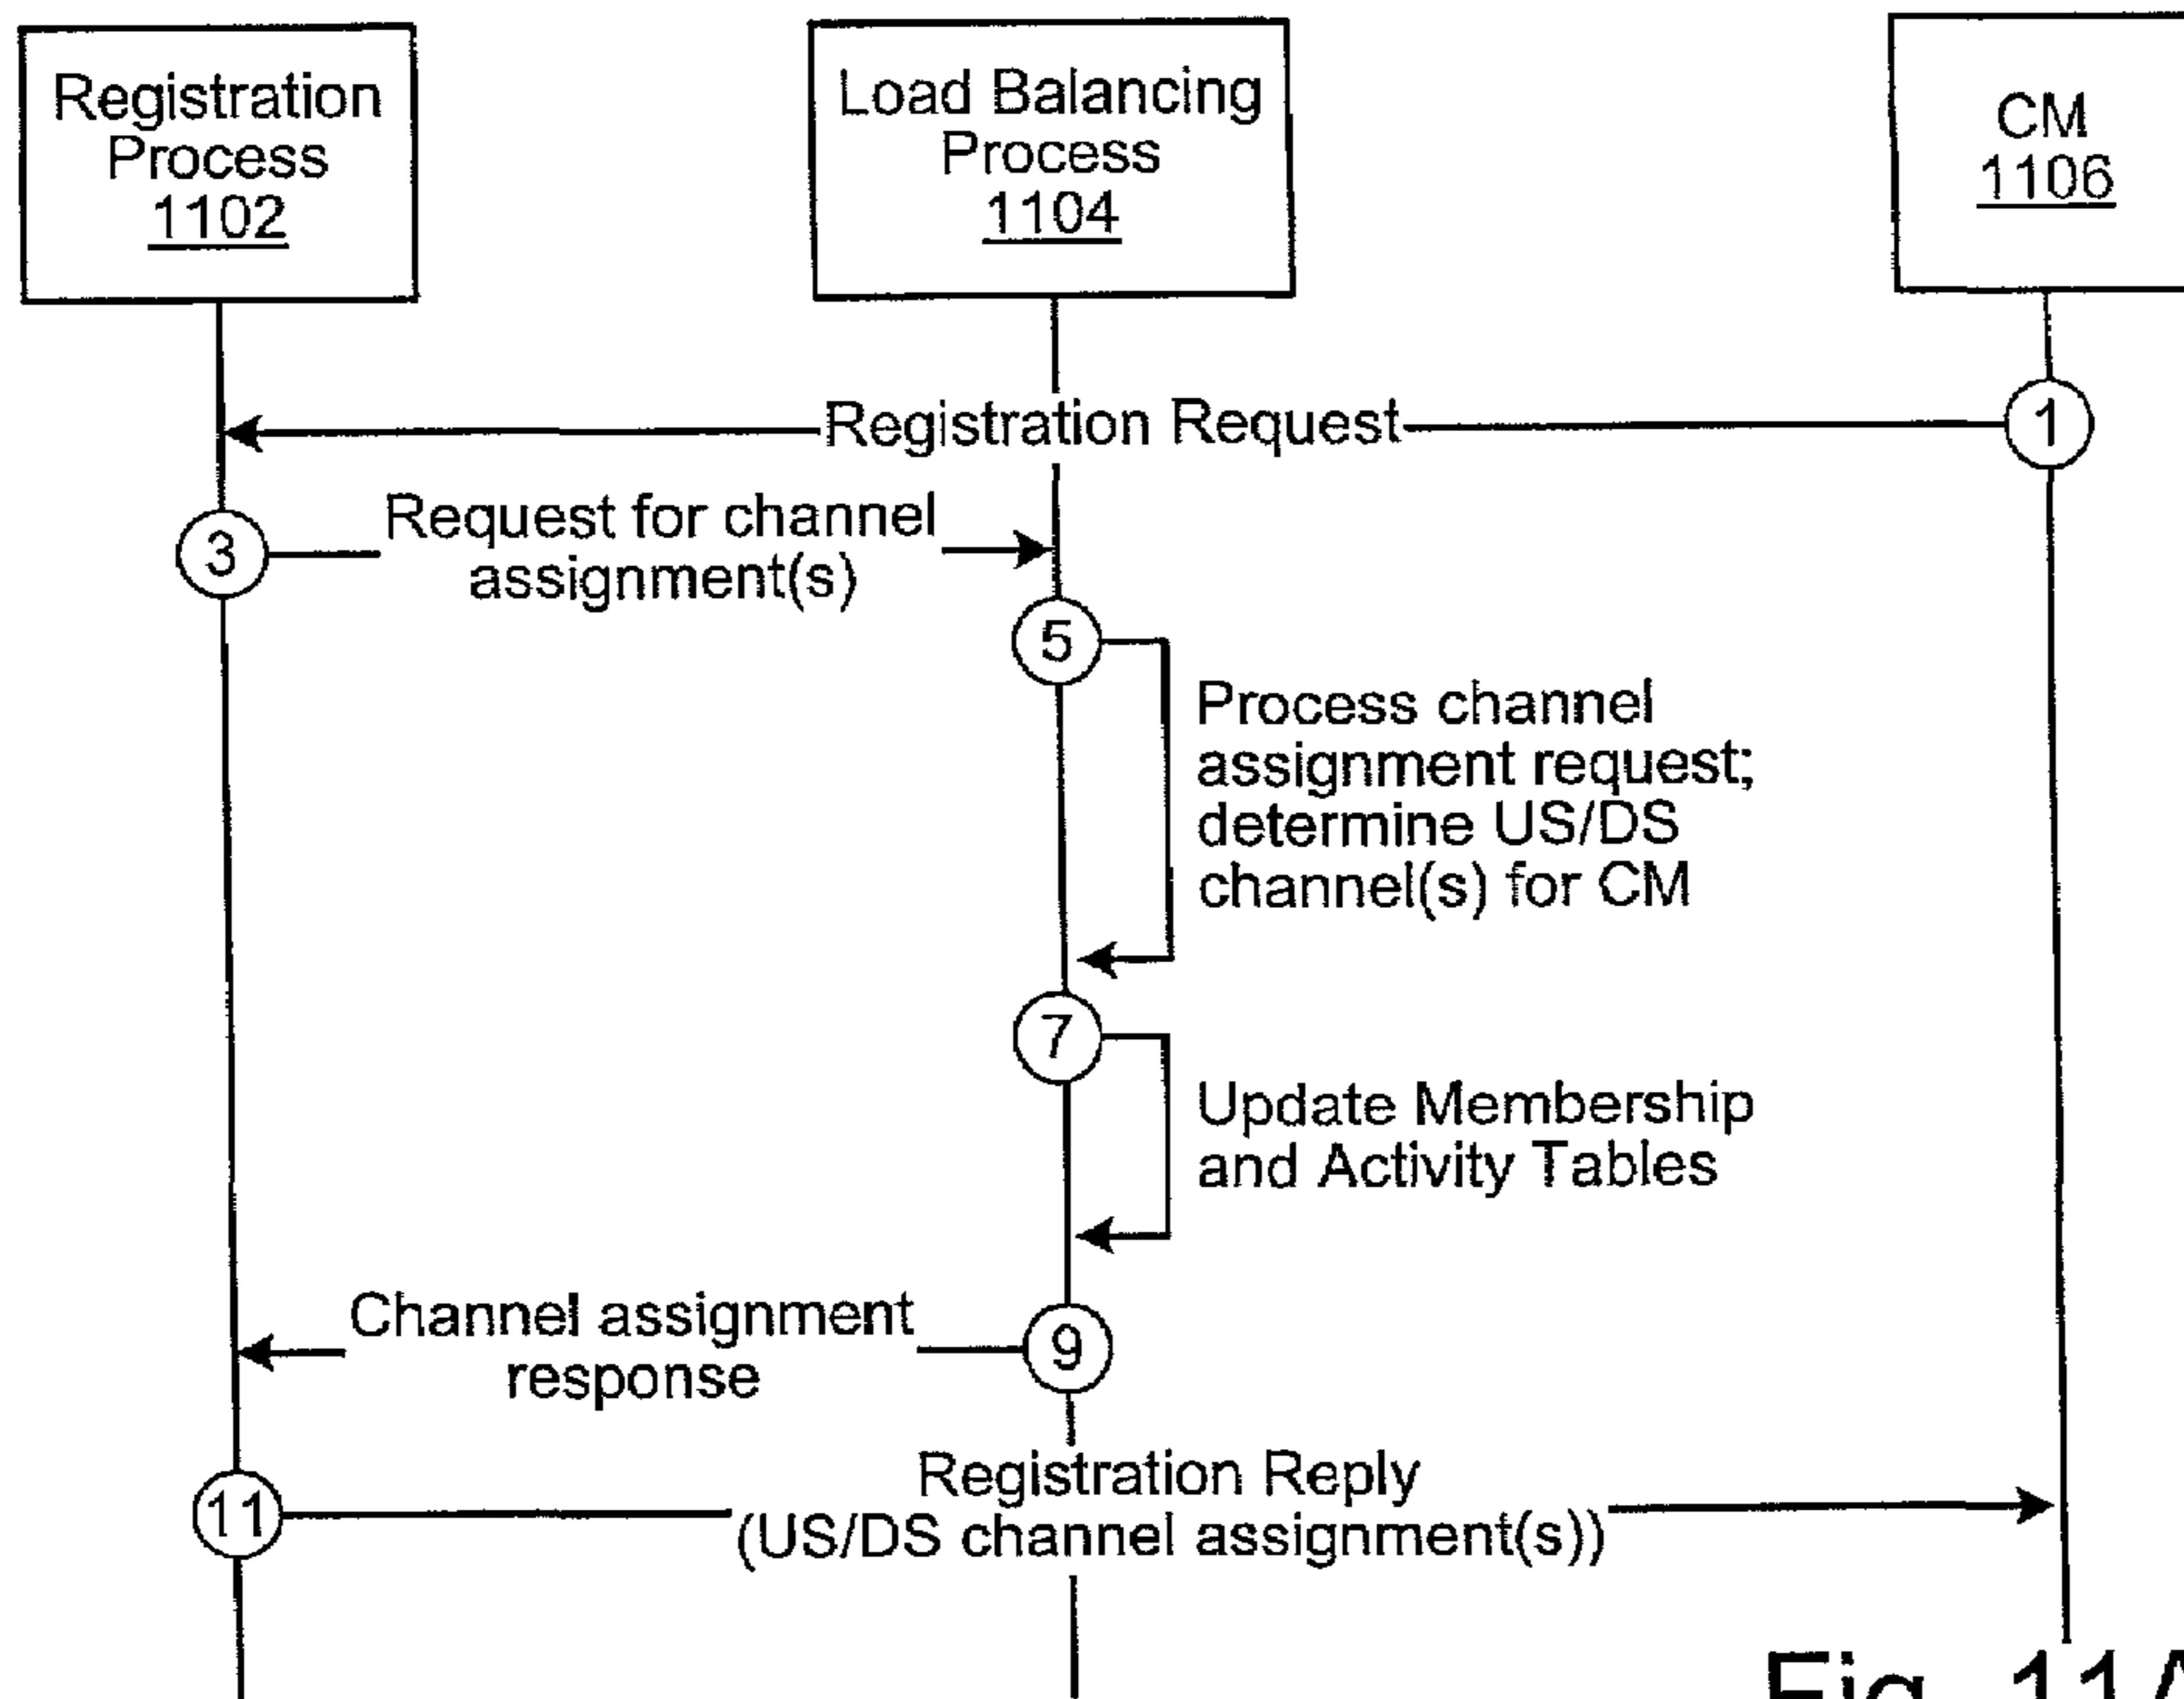 Registration
Process
1102
Load Balancing
Process
1104
CM
1106
Registration Request
1
Request for channel
assignment(s)
3
5
Process channel
assignment request;
determine US/DS
channel(s) for CM
7
Update Membership
and Activity Tables
Channel assignment
response
9
Registration Reply
(US/DS channel assignment(s))
11
Fig. 11A